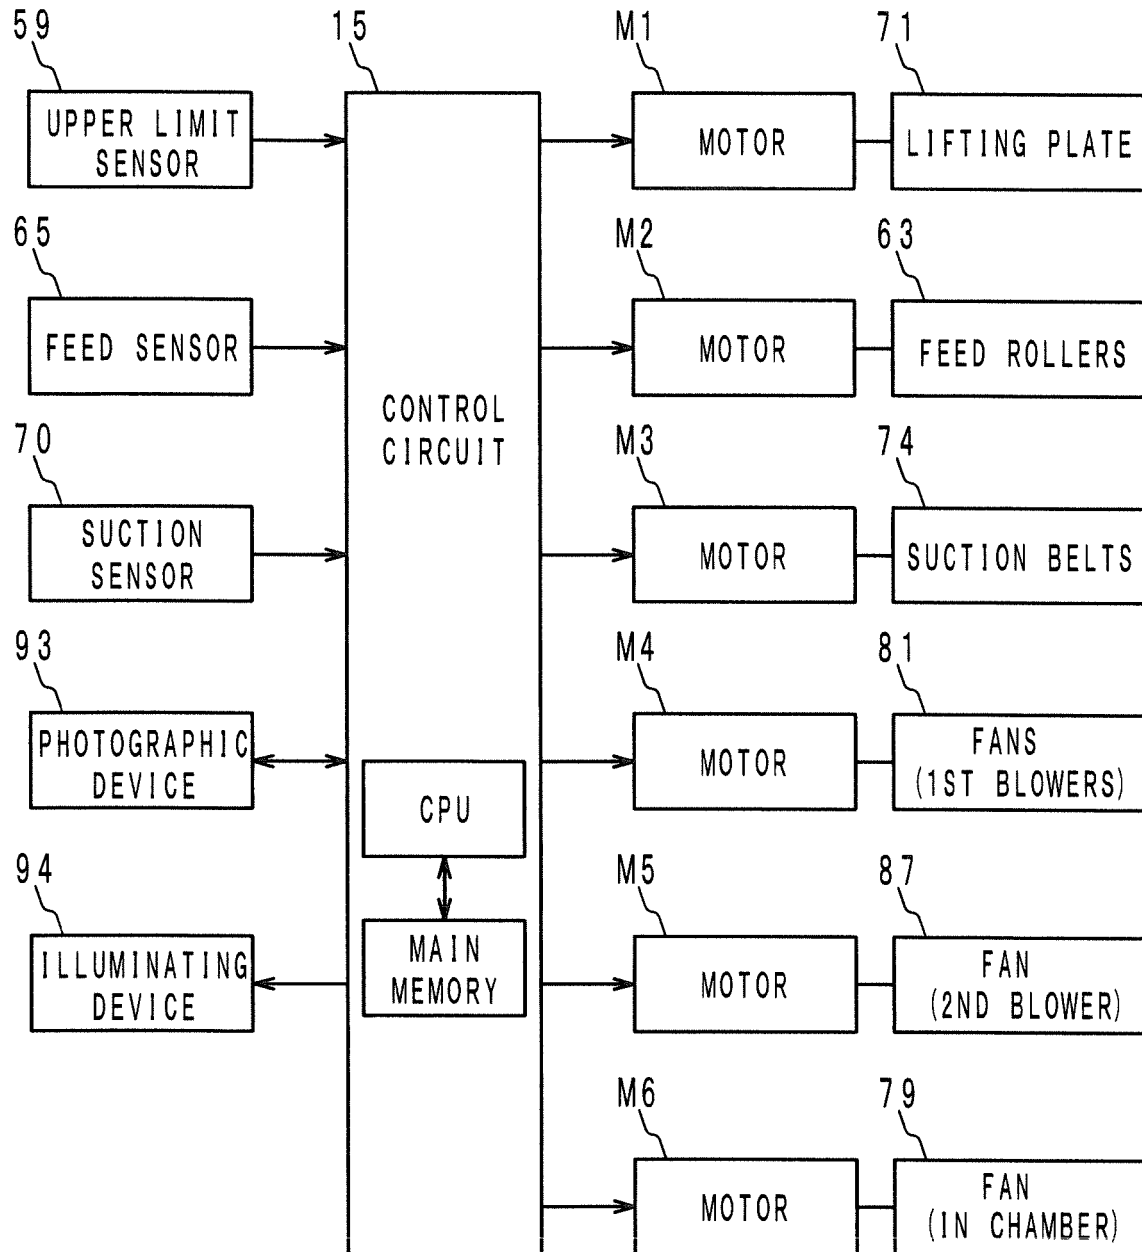 59
15
M1
71
UPPER LIMIT
SENSOR
MOTOR
LIFTING PLATE
65
M2
63
FEED SENSOR
MOTOR
FEED ROLLERS
CONTROL
CIRCUIT
70
M3
74
SUCTION
SENSOR
MOTOR
SUCTION BELTS
93
M4
81
PHOTOGRAPHIC
DEVICE
MOTOR
FANS
(1ST BLOWERS)
CPU
94
M5
87
ILLUMINATING
DEVICE
MAIN
MEMORY
MOTOR
FAN
(2ND BLOWER)
M6
79
MOTOR
FAN
(IN CHAMBER)